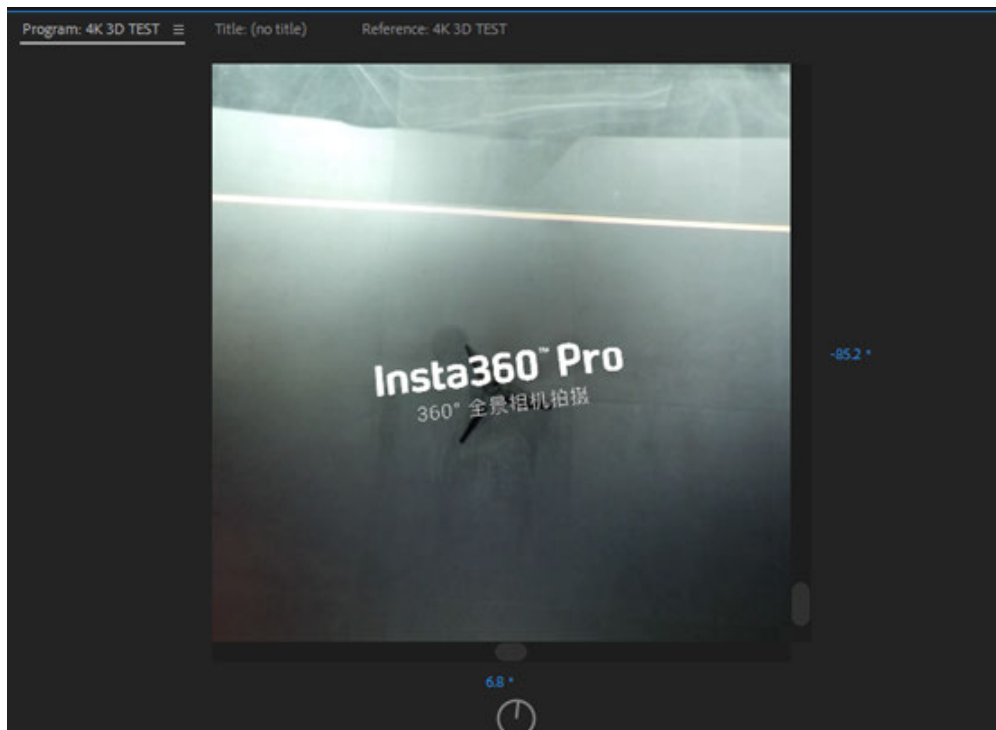 Program: 4K 3D TEST
Title: (no title)
Reference: 4K 3D TEST
Insta360™ Pro
360° 全景相机拍摄
-85.2 °
6.8 °